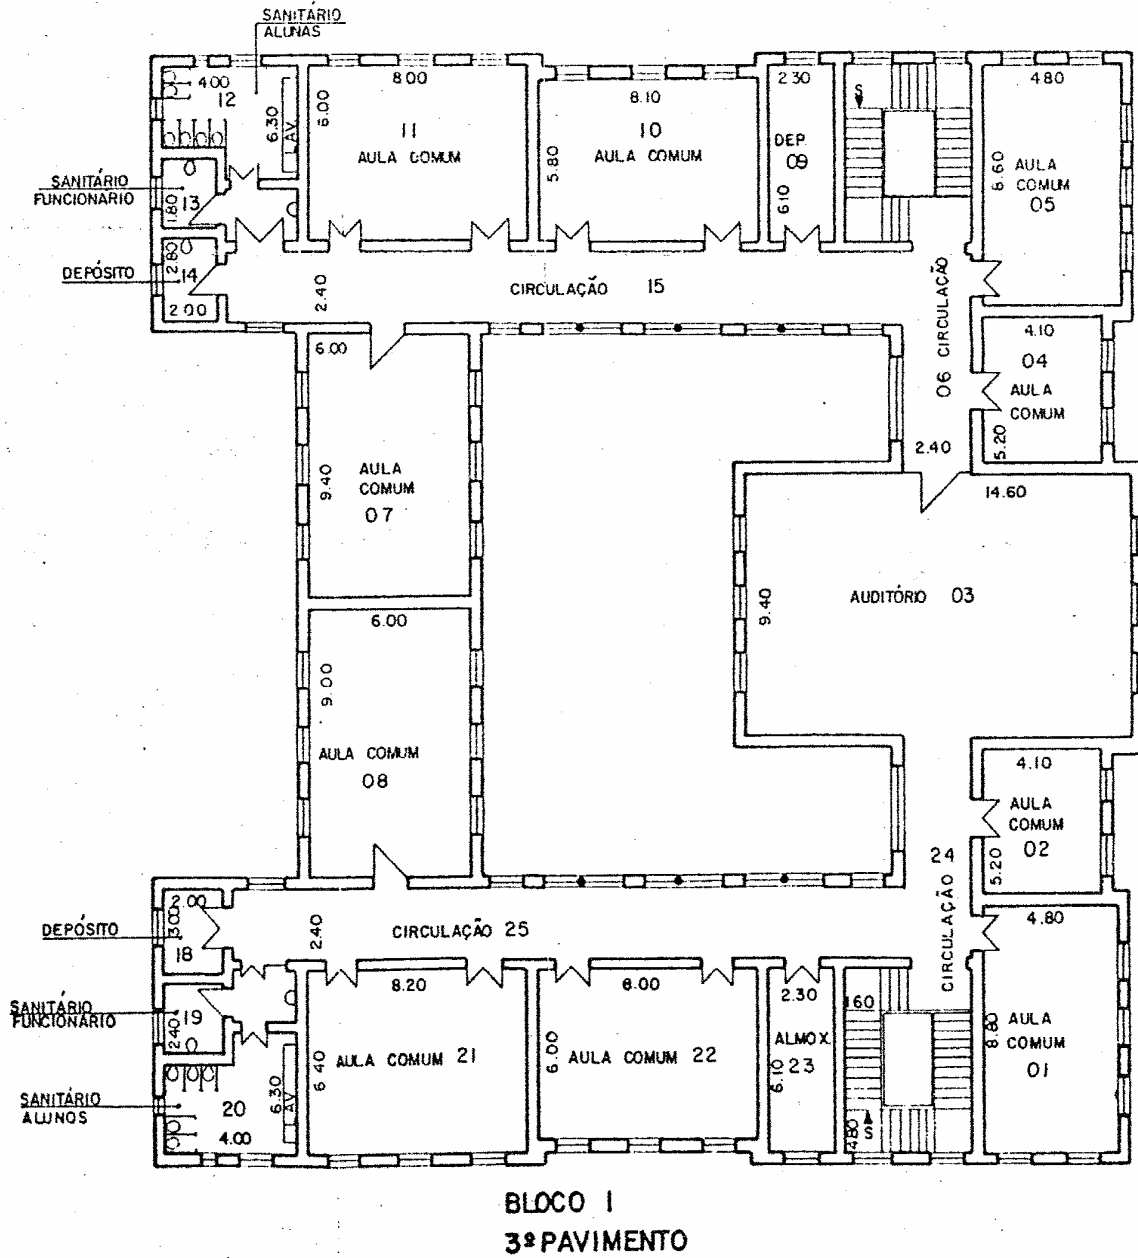 SANITÁRIO
ALUNAS
4.00
12
6.30
LAV.
8.00
6.00
11
AULA COMUM
8.10
10
AULA COMUM
5.80
2.30
DEP.
09
6.10
S
4.80
AULA
COMUM
05
8.60
SANITÁRIO
FUNCIONÁRIO
1.80
13
DEPÓSITO
2.80
14
2.00
2.40
CIRCULAÇÃO 15
06 CIRCULAÇÃO
2.40
4.10
04
AULA
COMUM
5.20
6.00
9.40
AULA
COMUM
07
14.60
AUDITÓRIO 03
9.40
6.00
9.00
AULA COMUM
08
4.10
AULA
COMUM
02
5.20
24
CIRCULAÇÃO
DEPÓSITO
2.00
3.00
18
2.40
CIRCULAÇÃO 25
4.80
AULA
COMUM
01
8.80
SANITÁRIO
FUNCIONÁRIO
19
2.40
8.20
AULA COMUM 21
6.40
6.00
AULA COMUM 22
6.00
2.30
ALMOX.
23
6.10
1.60
4.80
S
SANITÁRIO
ALUNOS
20
4.00
6.30
LAV.
BLOCO I
3º PAVIMENTO